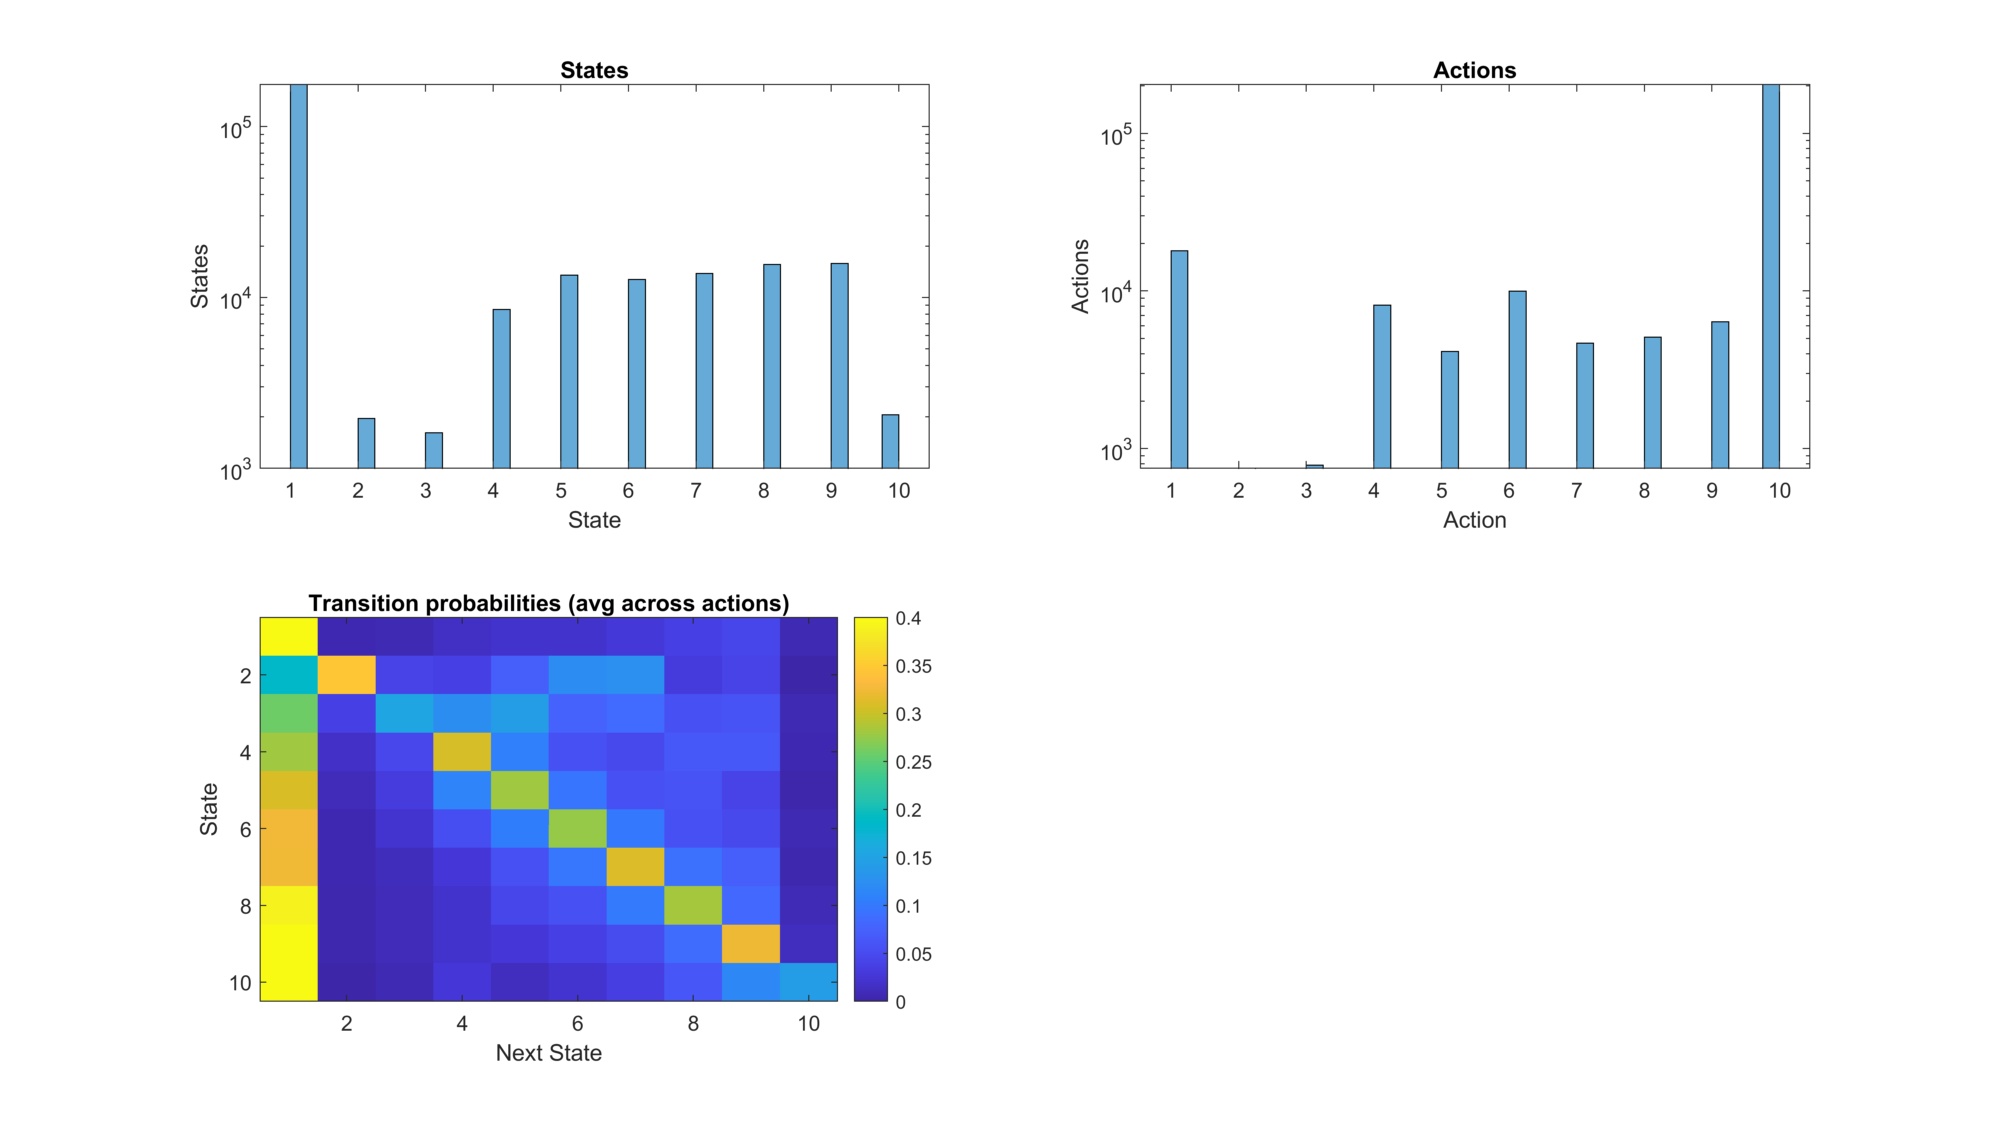 States
10^5
10^4
10^3
States
1 2 3 4 5 6 7 8 9 10
State
Actions
10^5
10^4
10^3
Actions
1 2 3 4 5 6 7 8 9 10
Action
Transition probabilities (avg across actions)
2
4
6
8
10
State
2 4 6 8 10
Next State
0.4
0.35
0.3
0.25
0.2
0.15
0.1
0.05
0